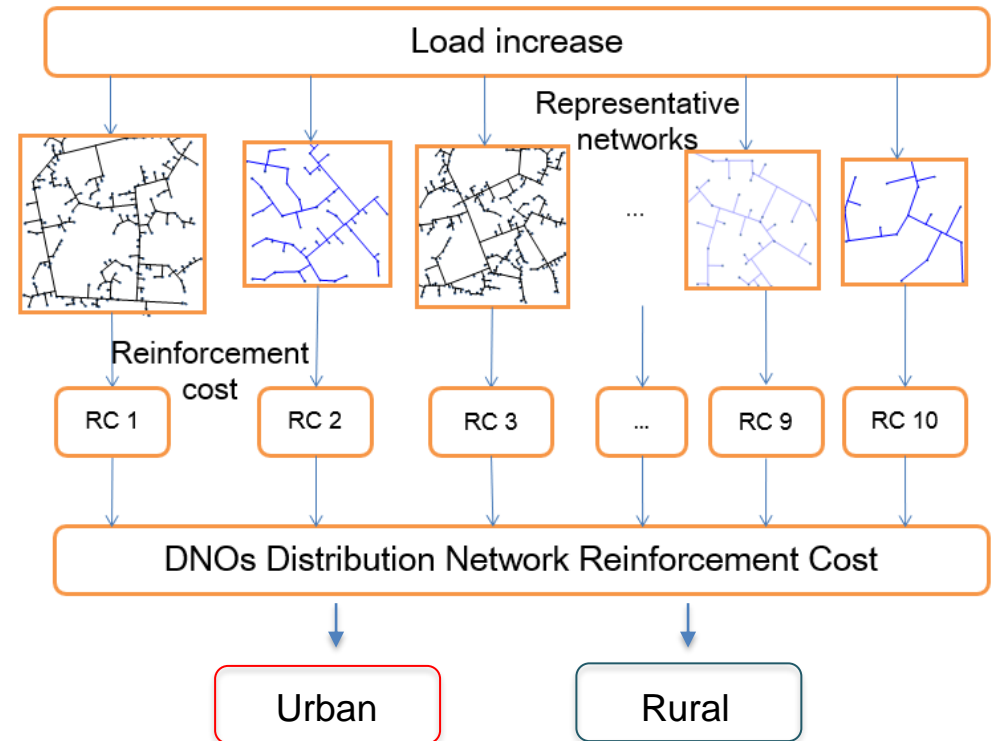 Load increase
Representative
networks
...
Reinforcement
cost
RC 1
RC 2
RC 3
...
RC 9
RC 10
DNOs Distribution Network Reinforcement Cost
Urban
Rural